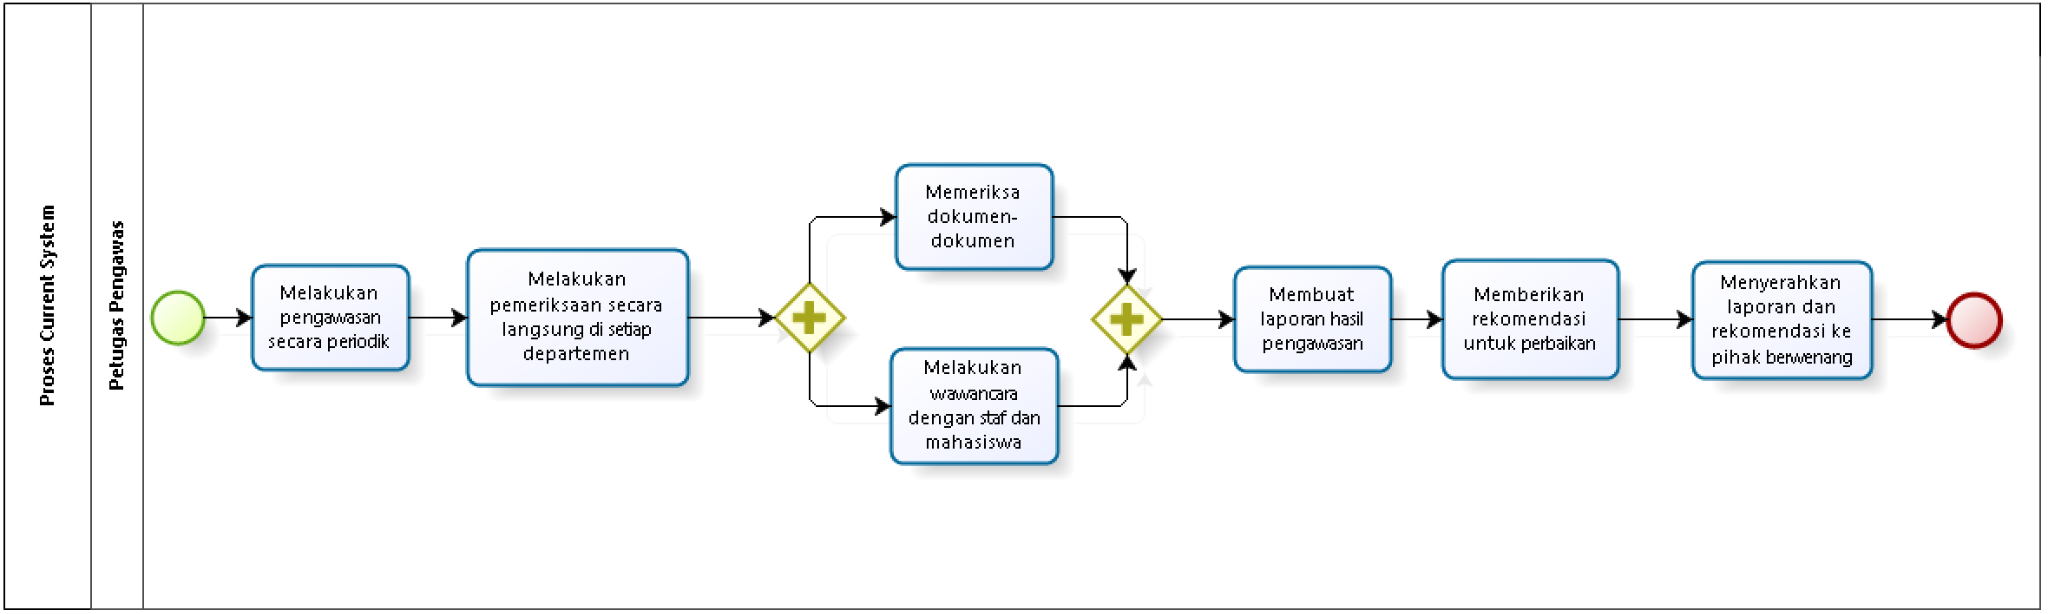 Proses Current System
Petugas Pengawas
Melakukan
pengawasan
secara periodik
Melakukan
pemeriksaan secara
langsung di setiap
departemen
Memeriksa
dokumen-
dokumen
Melakukan
wawancara
dengan staf dan
mahasiswa
Membuat
laporan hasil
pengawasan
Memberikan
rekomendasi
untuk perbaikan
Menyerahkan
laporan dan
rekomendasi ke
pihak berwenang